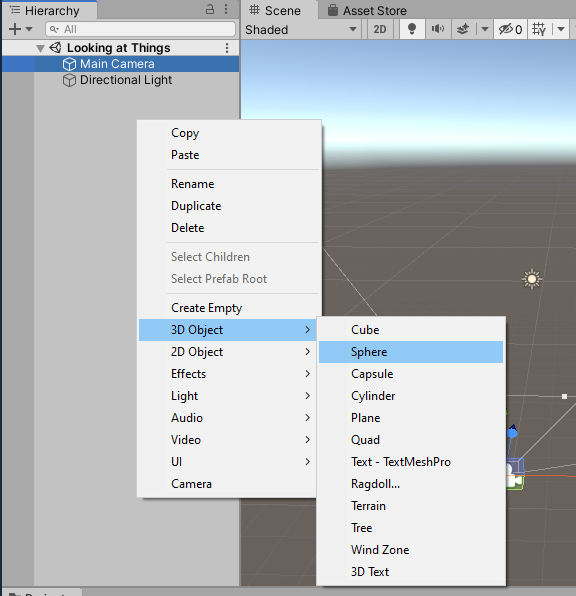 Hierarchy
Scene
Asset Store
All
Shaded
2D
0
Looking at Things
Main Camera
Directional Light
Copy
Paste
Rename
Duplicate
Delete
Select Children
Select Prefab Root
Create Empty
3D Object
2D Object
Effects
Light
Audio
Video
UI
Camera
Cube
Sphere
Capsule
Cylinder
Plane
Quad
Text - TextMeshPro
Ragdoll...
Terrain
Tree
Wind Zone
3D Text